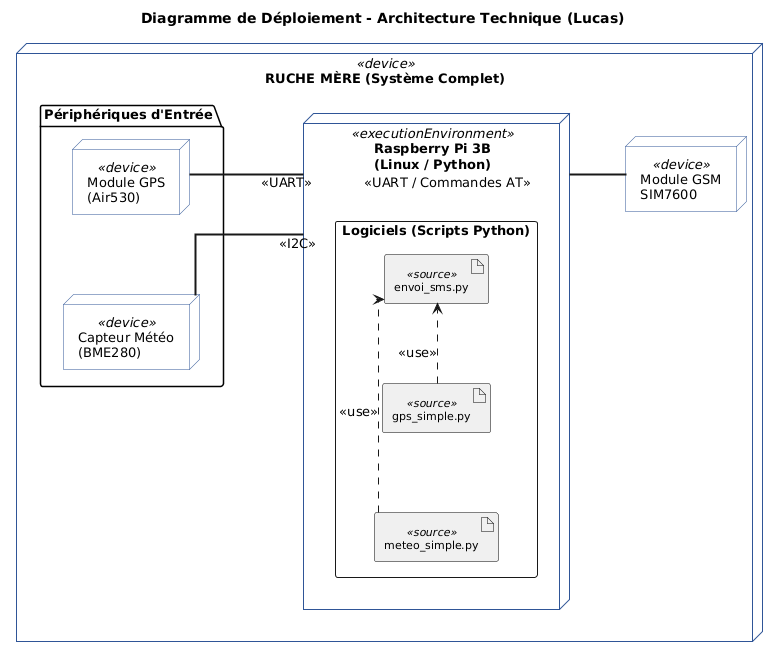 Diagramme de Déploiement - Architecture Technique (Lucas)
«device»
RUCHE MÈRE (Système Complet)
Périphériques d'Entrée
«device»
Module GPS
(Air530)
«UART»
«I2C»
«device»
Capteur Météo
(BME280)
«executionEnvironment»
Raspberry Pi 3B
(Linux / Python)
«UART / Commandes AT»
«device»
Module GSM
SIM7600
Logiciels (Scripts Python)
«source»
envoi_sms.py
«use»
«source»
gps_simple.py
«use»
«source»
meteo_simple.py